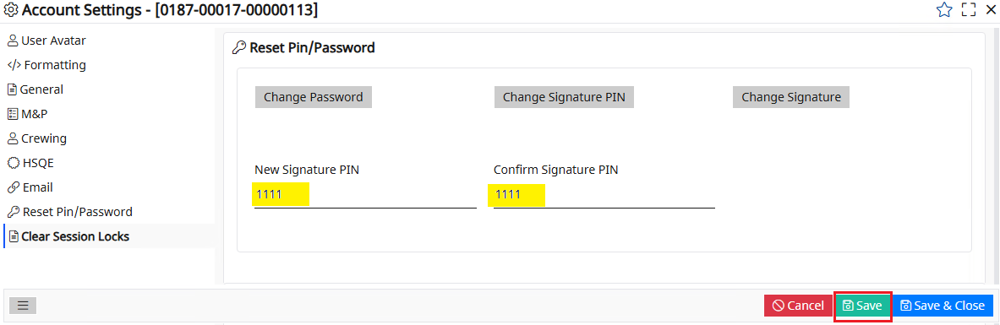 Account Settings - [0187-00017-00000113]
User Avatar
</> Formatting
General
M&P
Crewing
HSQE
Email
Reset Pin/Password
Clear Session Locks
Reset Pin/Password
Change Password Change Signature PIN Change Signature
New Signature PIN Confirm Signature PIN
1111 1111
Cancel Save Save & Close